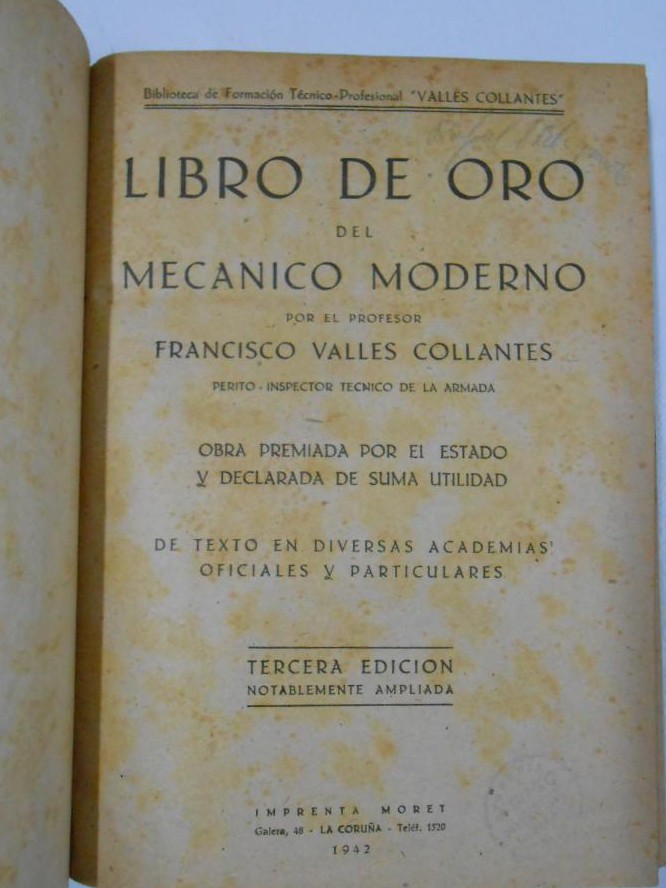 Biblioteca de Formación Técnico-Profesional "VALLES COLLANTES"
LIBRO DE ORO
DEL
MECANICO MODERNO
POR EL PROFESOR
FRANCISCO VALLES COLLANTES
PERITO - INSPECTOR TECNICO DE LA ARMADA
OBRA PREMIADA POR El ESTADO
Y DECLARADA DE SUMA UTILIDAD
DE TEXTO EN DIVERSAS ACADEMIAS
OFICIALES Y PARTICULARES
TERCERA EDICION
NOTABLEMENTE AMPLIADA
IMPRENTA MORET
Galera, 48 - LA CORUÑA - Teléf. 1520
1942